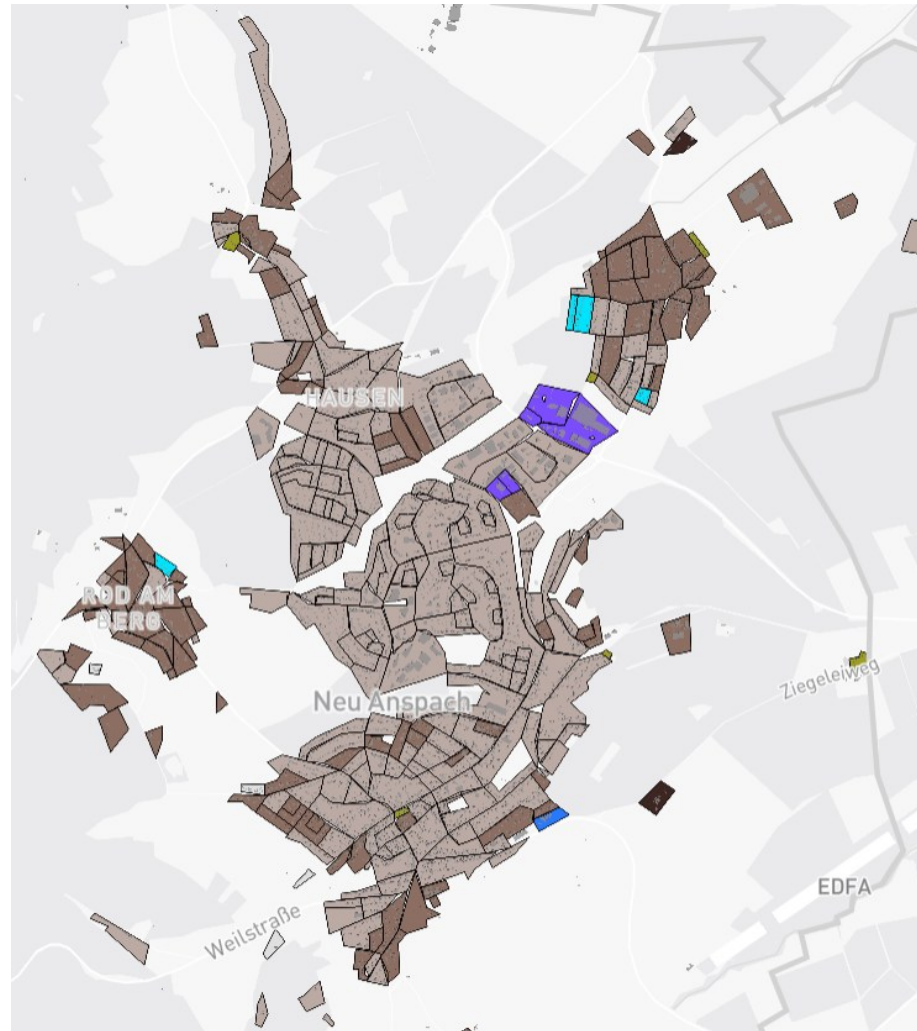 HAUSEN
ROD AM
BERG
Neu Anspach
Ziegeleiweg
EDFA
Weilstraße